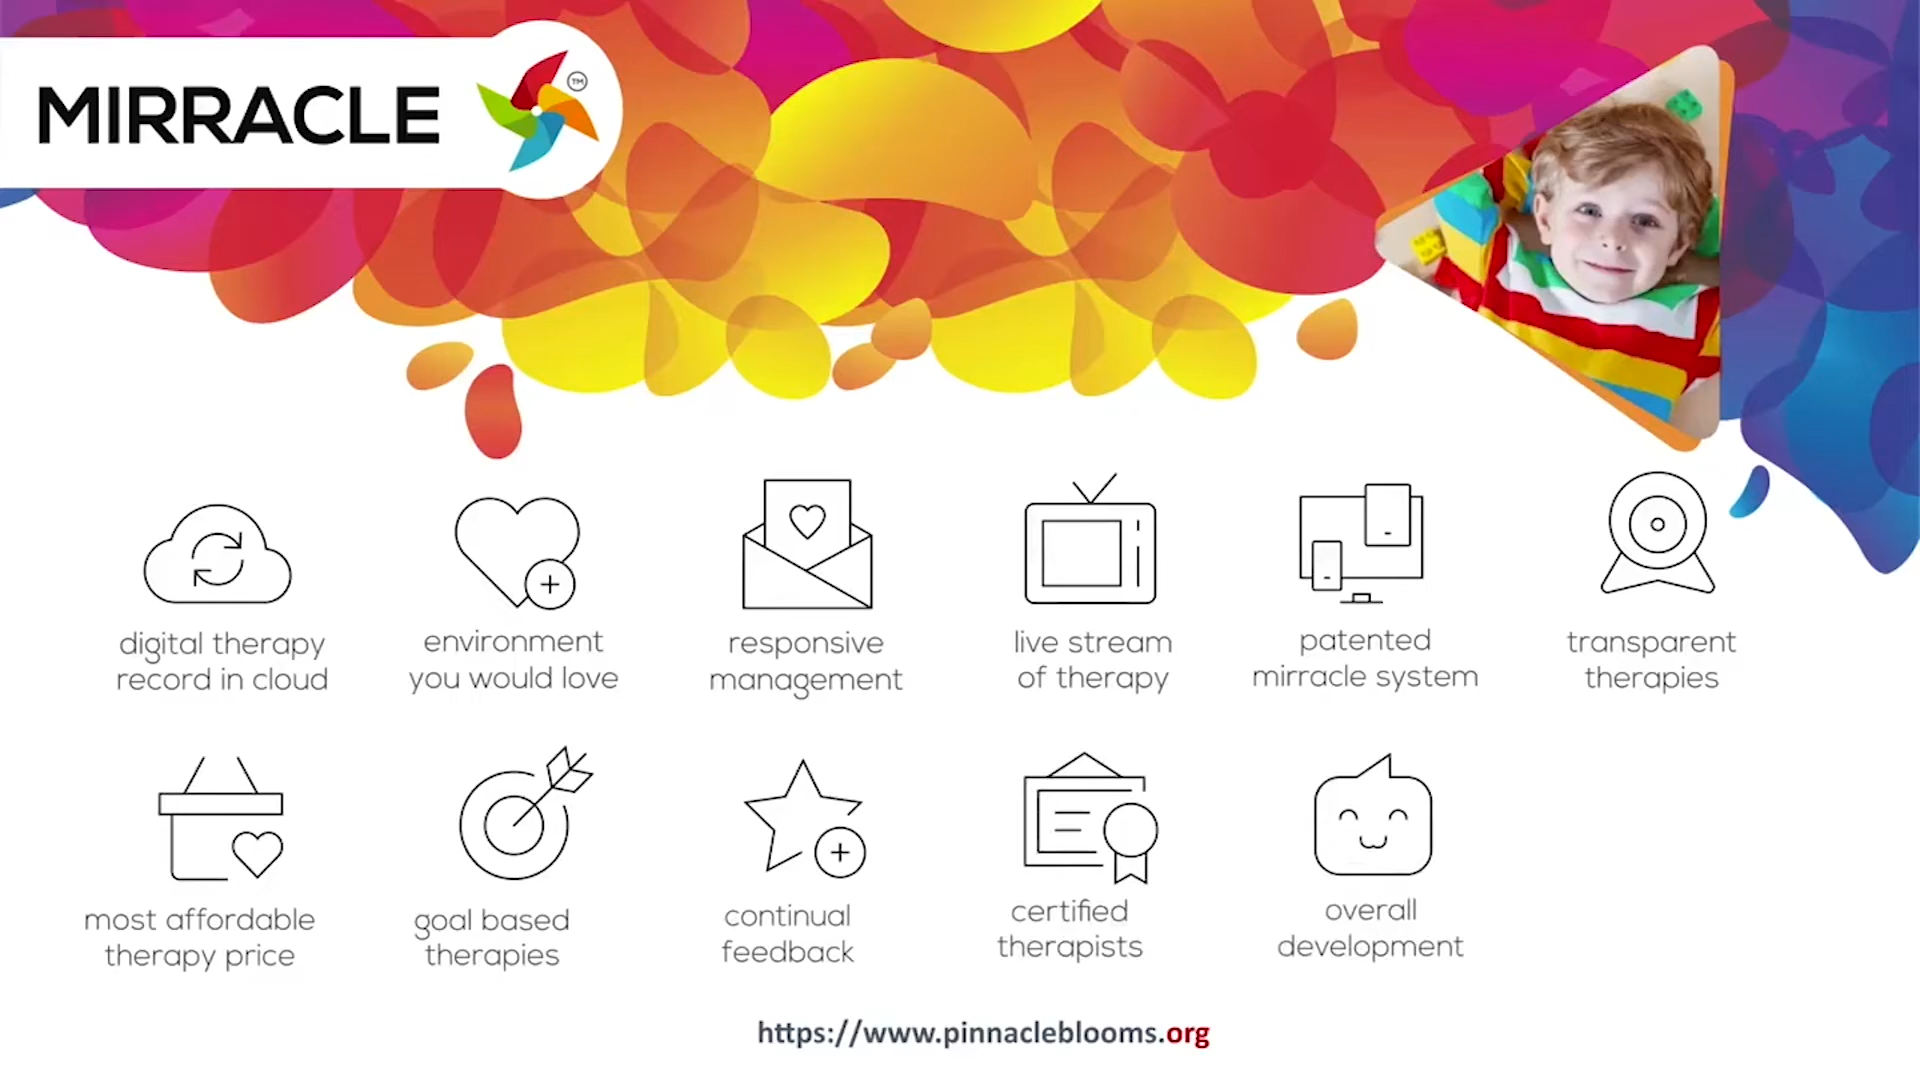 MIRRACLE
TM
digital therapy
record in cloud
environment
you would love
responsive
management
live stream
of therapy
patented
mirracle system
transparent
therapies
most affordable
therapy price
goal based
therapies
continual
feedback
certified
therapists
overall
development
https://www.pinnacleblooms.org